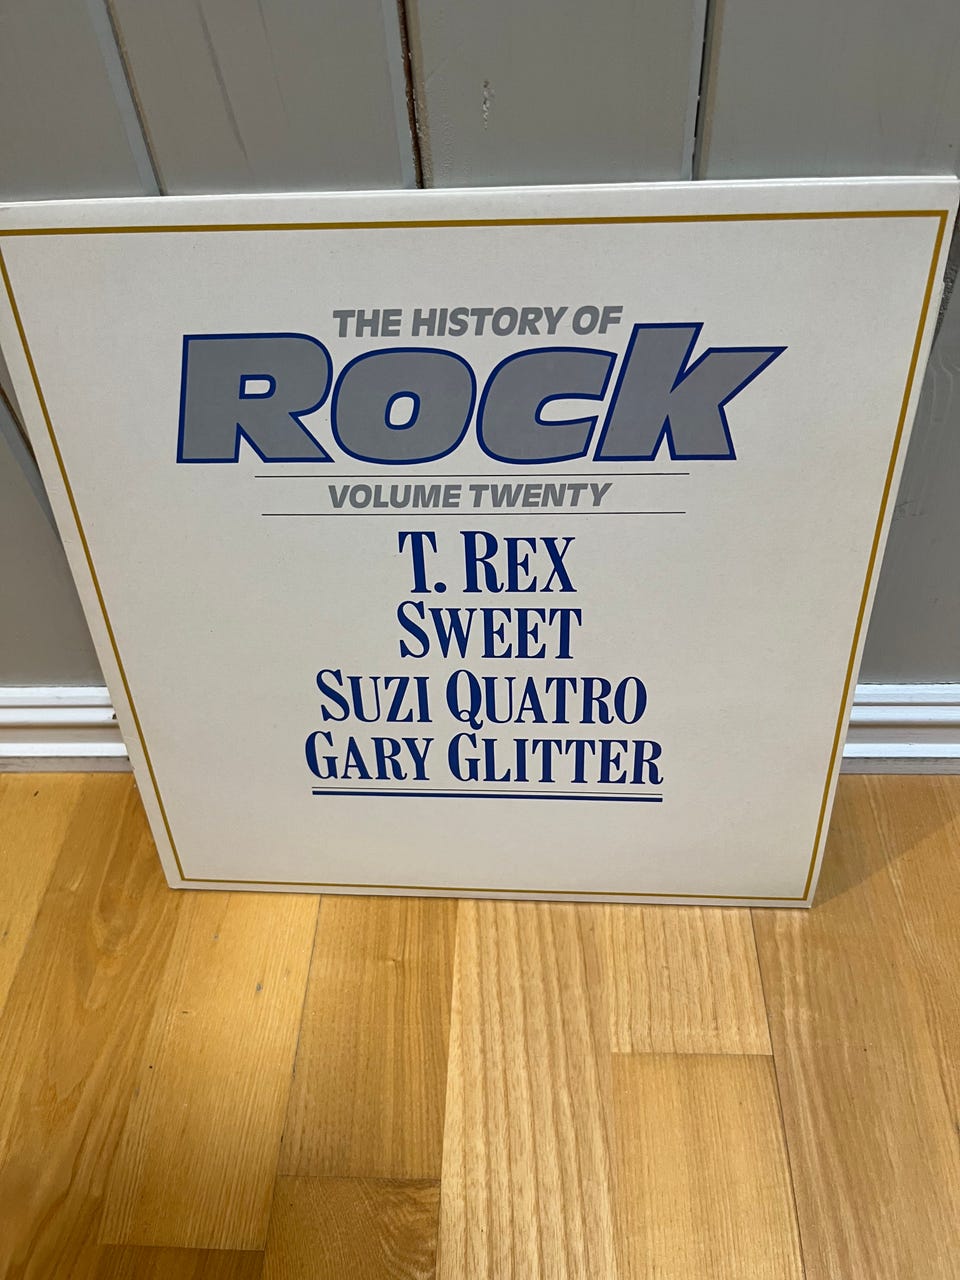 THE HISTORY OF
ROCK
VOLUME TWENTY
T. REX
SWEET
SUZI QUATRO
GARY GLITTER